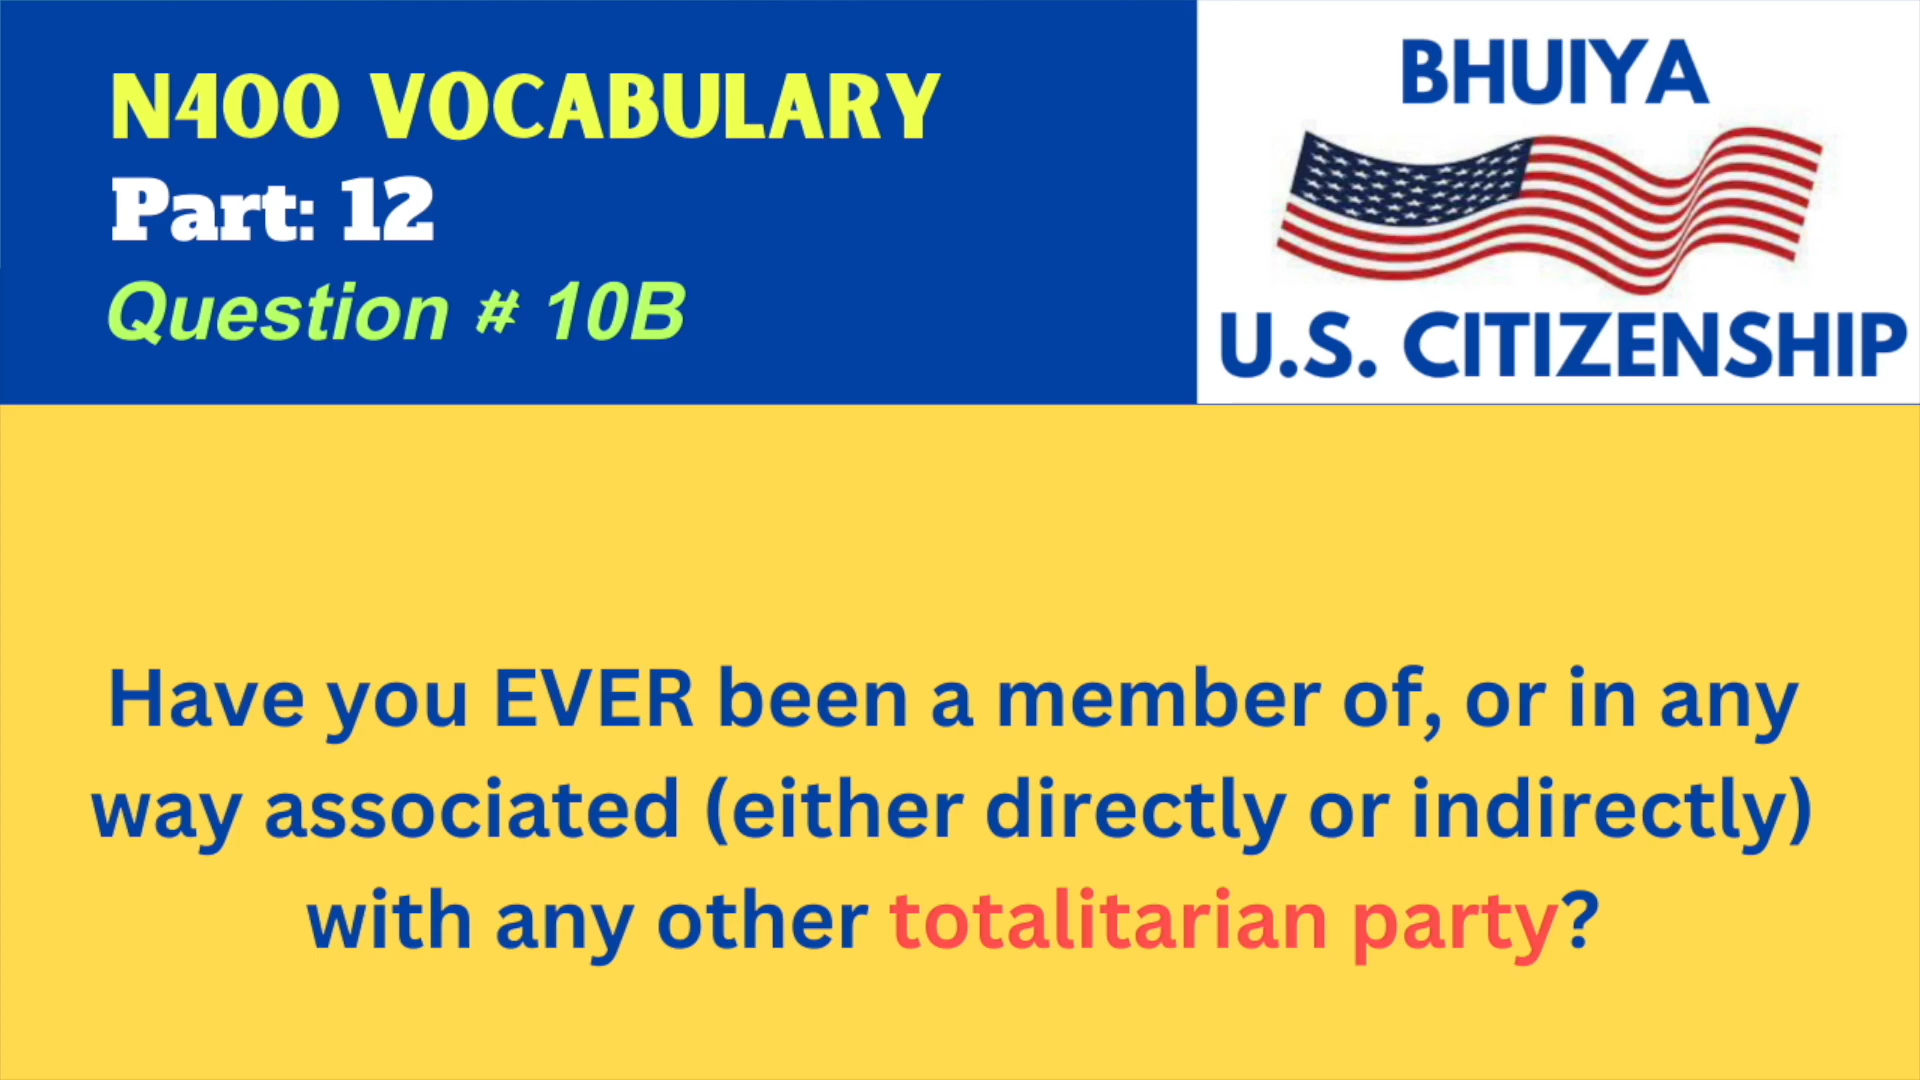 N400 VOCABULARY
Part: 12
Question # 10B
BHUIYA
U.S. CITIZENSHIP
Have you EVER been a member of, or in any
way associated (either directly or indirectly)
with any other totalitarian party?